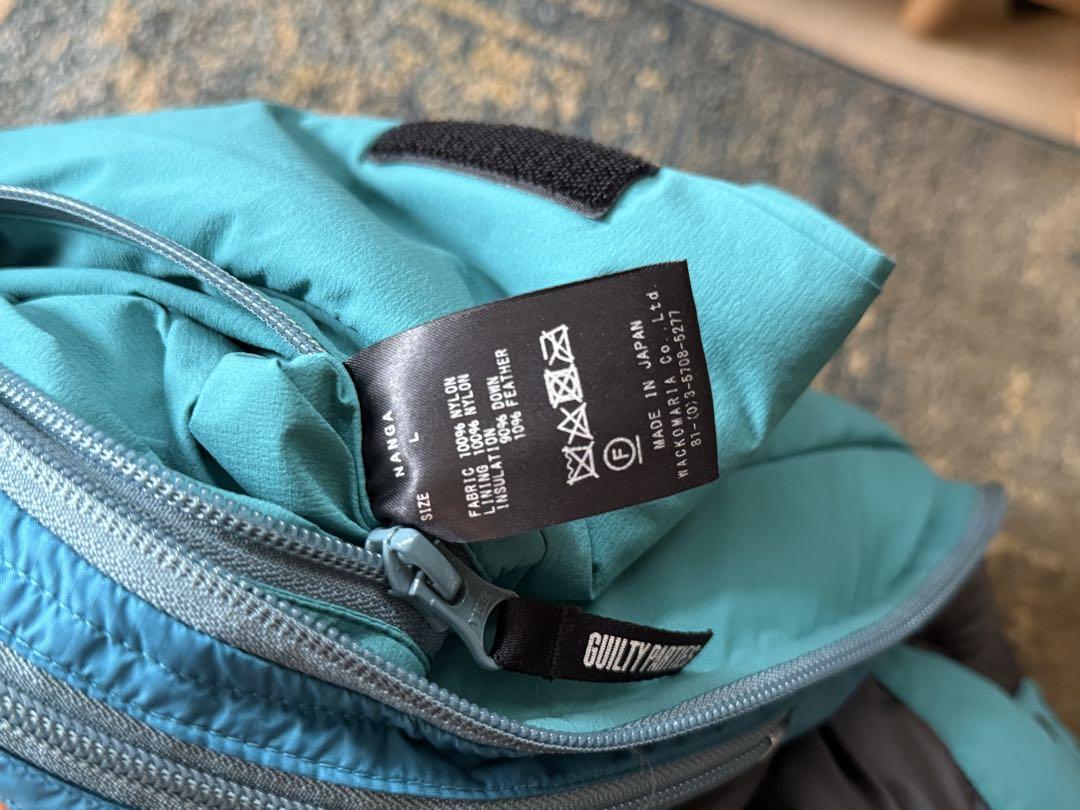 NANGA
SIZE L
FABRIC 100% NYLON
LINING 100% NYLON
INSULATION
90% DOWN
10% FEATHER
F
MADE IN JAPAN
WACKOMARIA Co.,Ltd.
81-(0)3-5708-5277
GUILTY